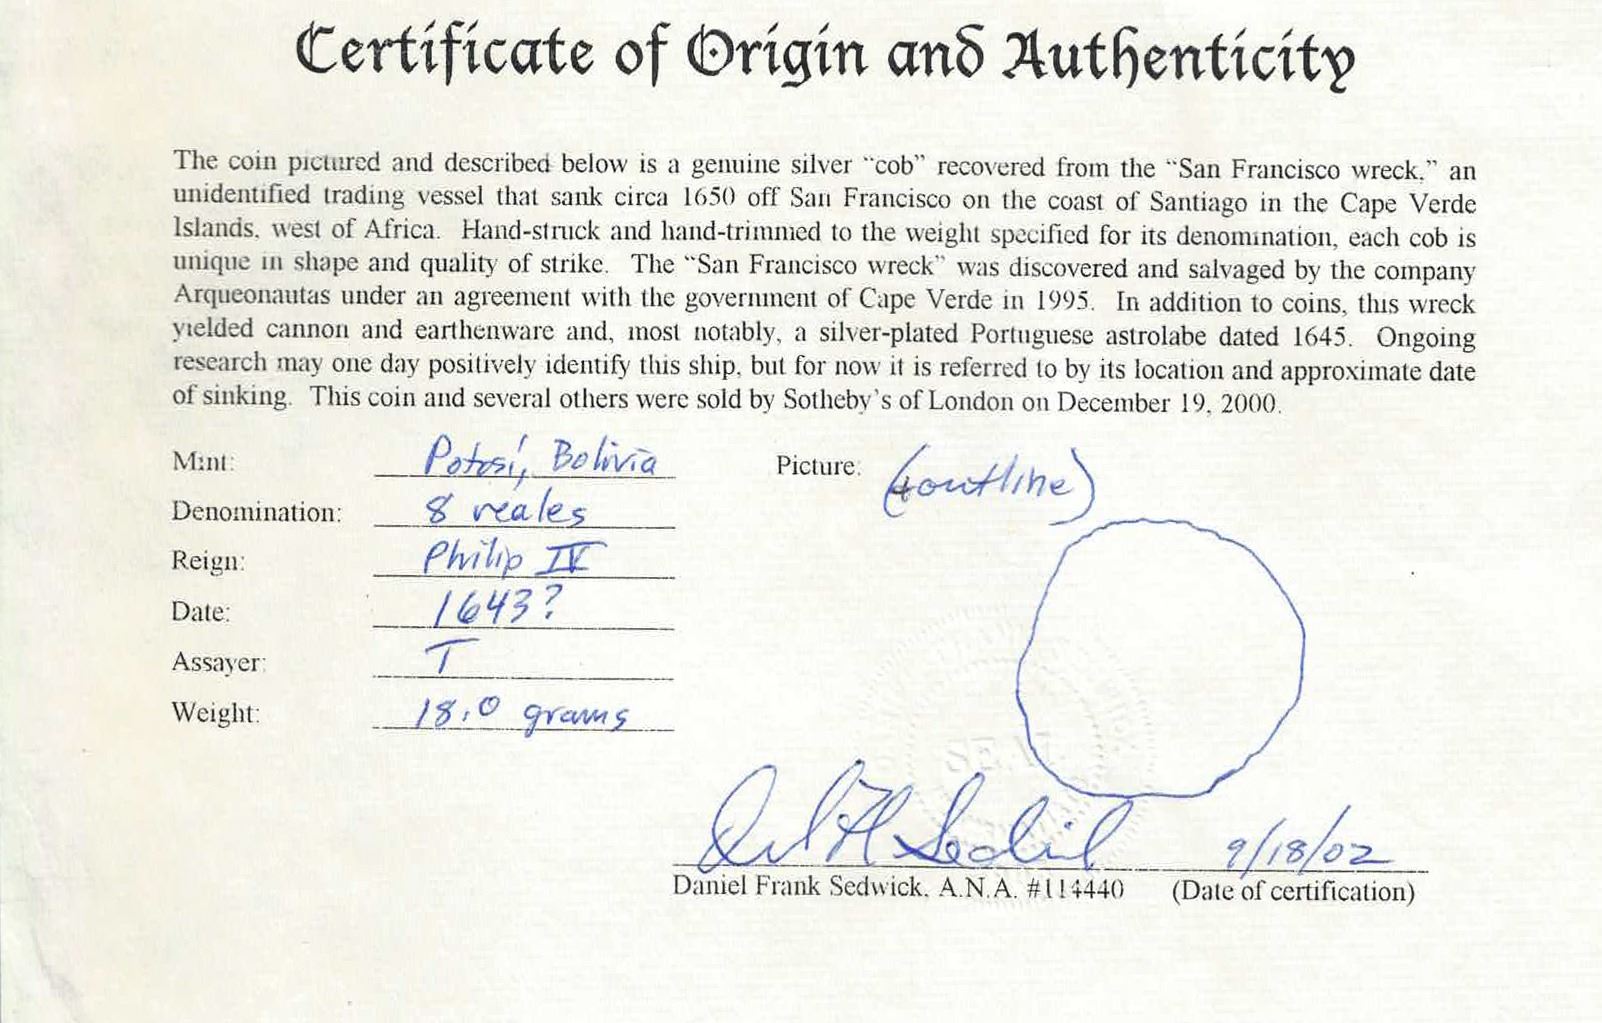 Certificate of Origin and Authenticity
The coin pictured and described below is a genuine silver "cob" recovered from the "San Francisco wreck," an
unidentified trading vessel that sank circa 1650 off San Francisco on the coast of Santiago in the Cape Verde
Islands, west of Africa. Hand-struck and hand-trimmed to the weight specified for its denomination, each cob is
unique in shape and quality of strike. The "San Francisco wreck" was discovered and salvaged by the company
Arqueonautas under an agreement with the government of Cape Verde in 1995. In addition to coins, this wreck
yielded cannon and earthenware and, most notably, a silver-plated Portuguese astrolabe dated 1645. Ongoing
research may one day positively identify this ship, but for now it is referred to by its location and approximate date
of sinking. This coin and several others were sold by Sotheby's of London on December 19, 2000.
Mint: Potosí, Bolivia
Picture: (outline)
Denomination: 8 reales
Reign: Philip IV
Date: 1643?
Assayer: T
Weight: 18.0 grams
SEAL
9/18/02
Daniel Frank Sedwick, A.N.A. #114440 (Date of certification)